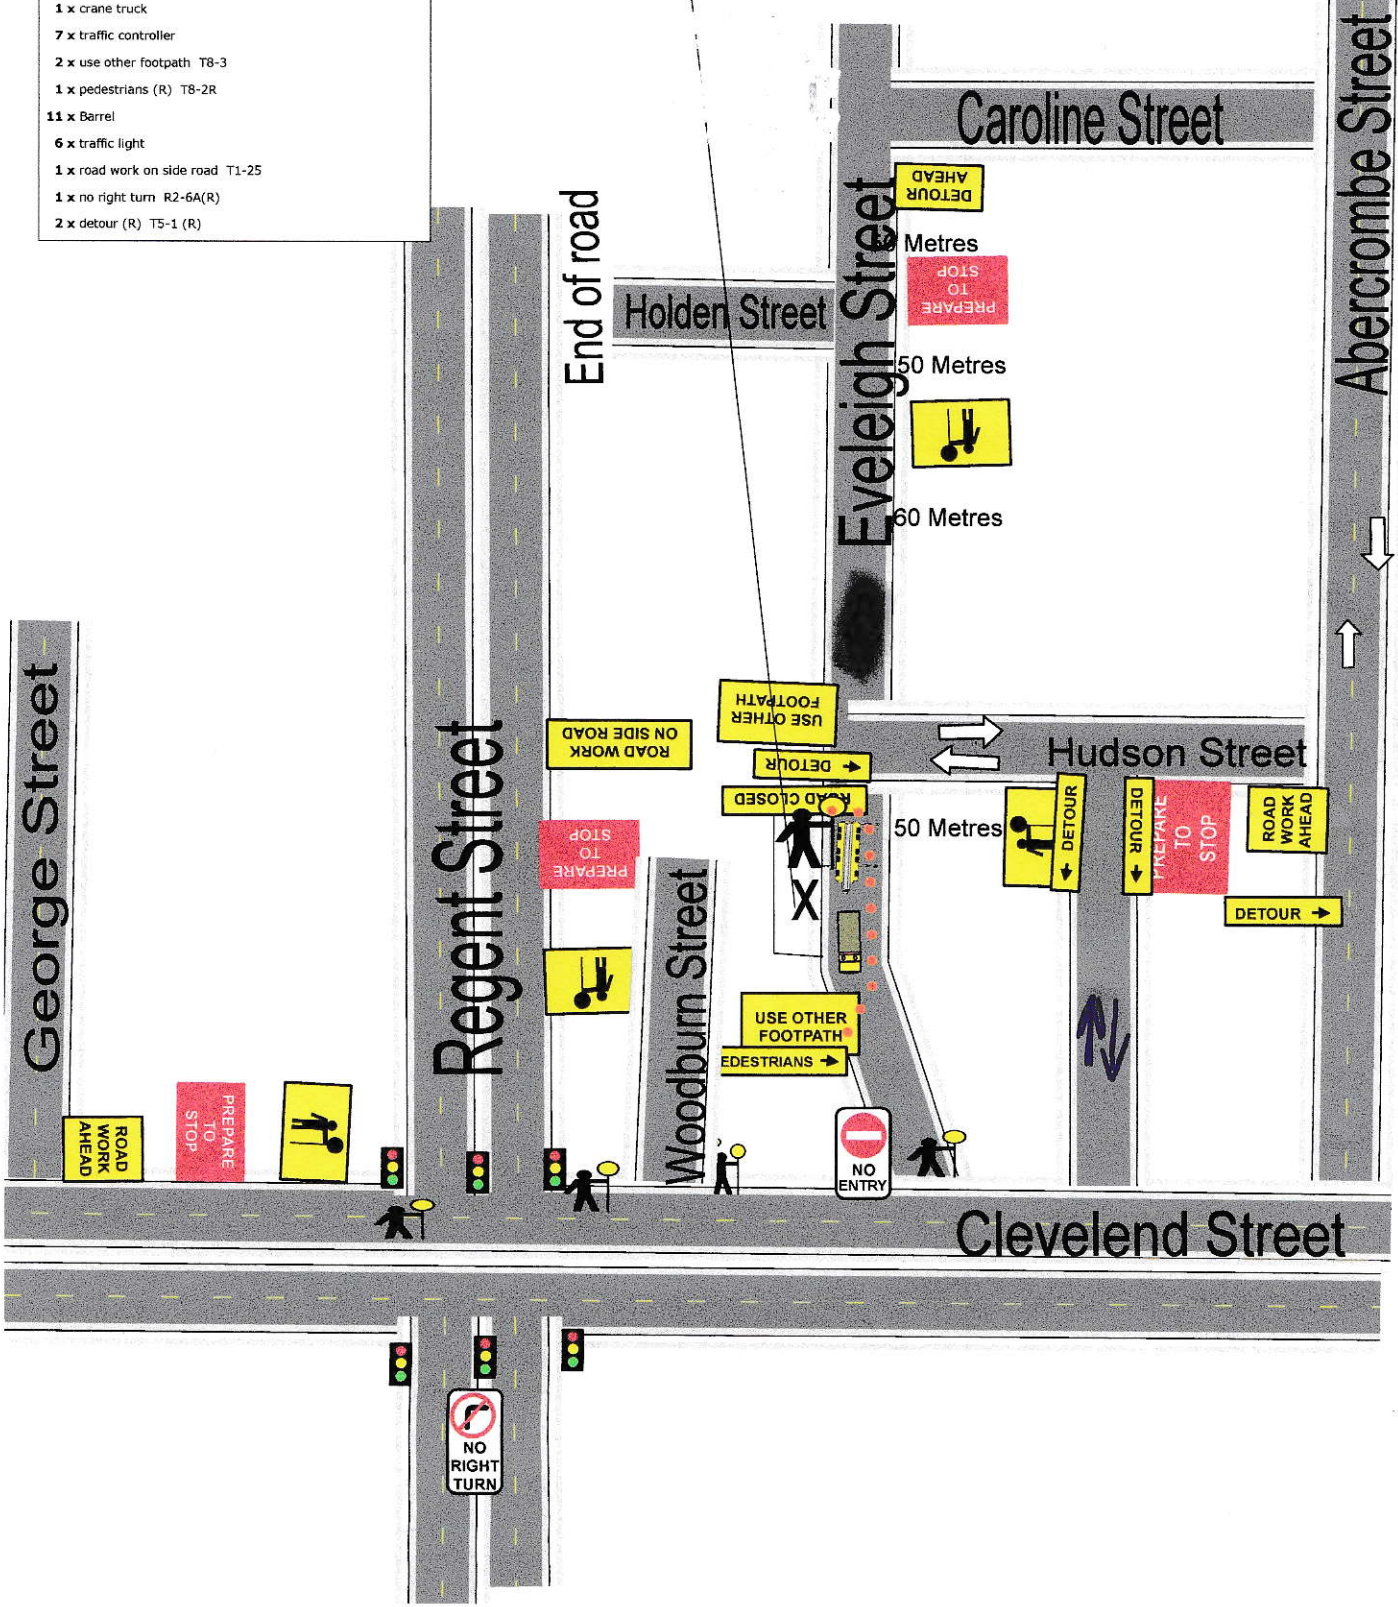 1 x crane truck
7 x traffic controller
2 x use other footpath T8-3
1 x pedestrians (R) T8-2R
11 x Barrel
6 x traffic light
1 x road work on side road T1-25
1 x no right turn R2-6A(R)
2 x detour (R) T5-1 (R)
Caroline Street
Abercrombe Street
DETOUR
AHEAD
50 Metres
PREPARE
TO
STOP
End of road
Holden Street
Eveleigh Street
50 Metres
60 Metres
George Street
Regent Street
ROAD WORK
ON SIDE ROAD
USE OTHER
FOOTPATH
DETOUR
ROAD CLOSED
Hudson Street
PREPARE
TO
STOP
50 Metres
DETOUR
DETOUR
PREPARE
TO
STOP
ROAD
WORK
AHEAD
DETOUR
Woodburn Street
X
USE OTHER
FOOTPATH
EDESTRIANS
ROAD
WORK
AHEAD
PREPARE
TO
STOP
NO
ENTRY
Clevelend Street
NO
RIGHT
TURN